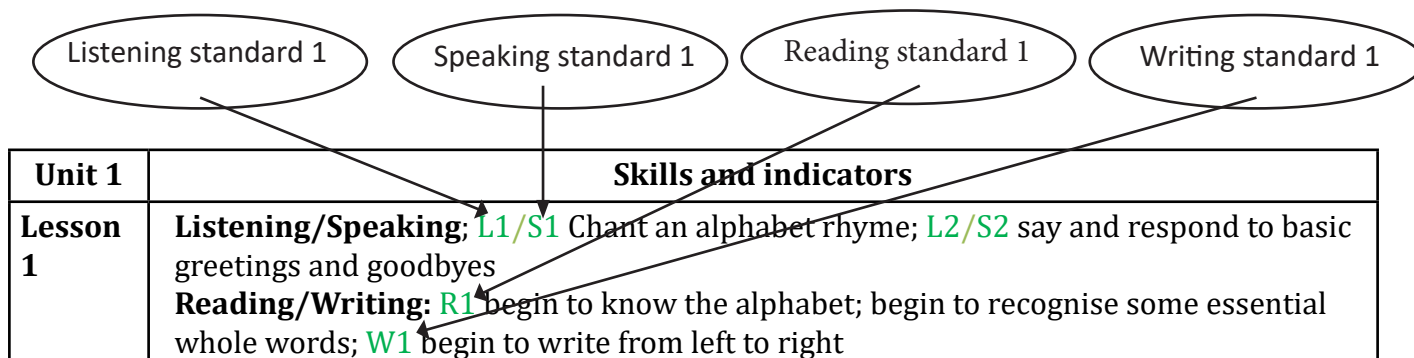 Listening standard 1
Speaking standard 1
Reading standard 1
Writing standard 1
Unit 1
Skills and indicators
Lesson
1
Listening/Speaking; L1/S1 Chant an alphabet rhyme; L2/S2 say and respond to basic
greetings and goodbyes
Reading/Writing: R1 begin to know the alphabet; begin to recognise some essential
whole words; W1 begin to write from left to right